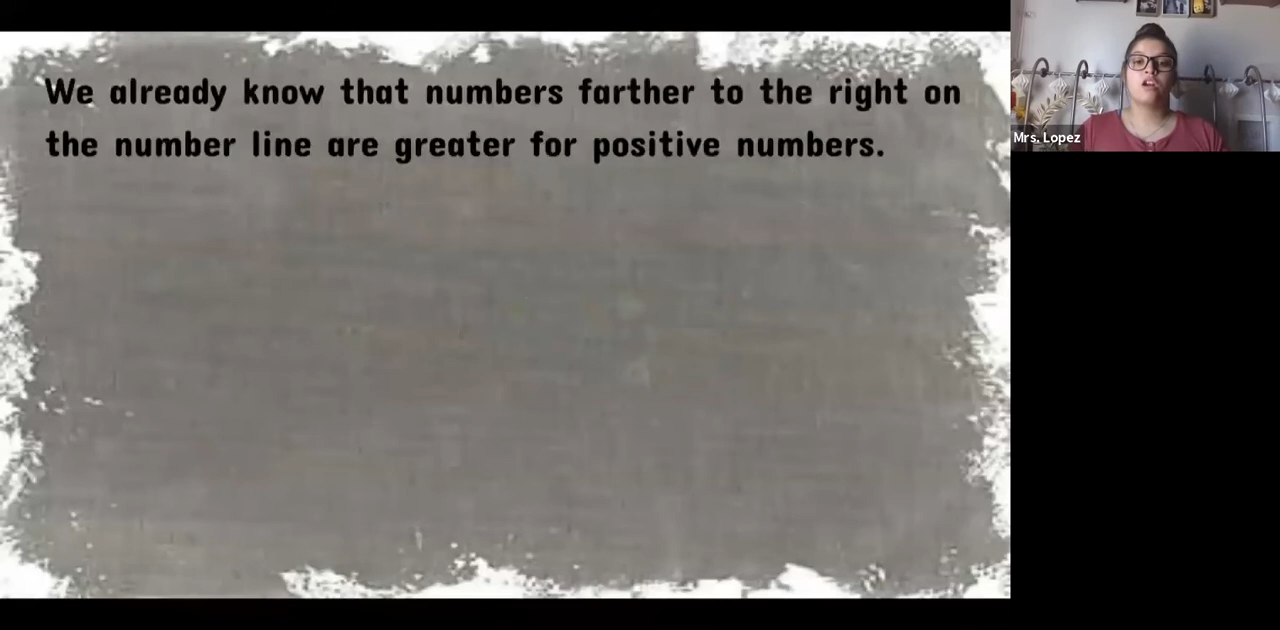 We already know that numbers farther to the right on
the number line are greater for positive numbers.
Mrs. Lopez